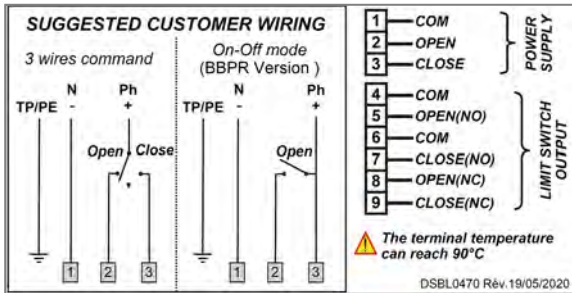 SUGGESTED CUSTOMER WIRING
3 wires command
N
Ph
TP/PE
-
+
Open
Close
1
2
3
On-Off mode
(BBPR Version )
N
Ph
TP/PE
-
+
Open
1
2
3
1 COM
2 OPEN
3 CLOSE
POWER
SUPPLY
4 COM
5 OPEN(NO)
6 COM
7 CLOSE(NO)
8 OPEN(NC)
9 CLOSE(NC)
LIMIT SWITCH
OUTPUT
The terminal temperature
can reach 90°C
DSBL0470 Rév.19/05/2020